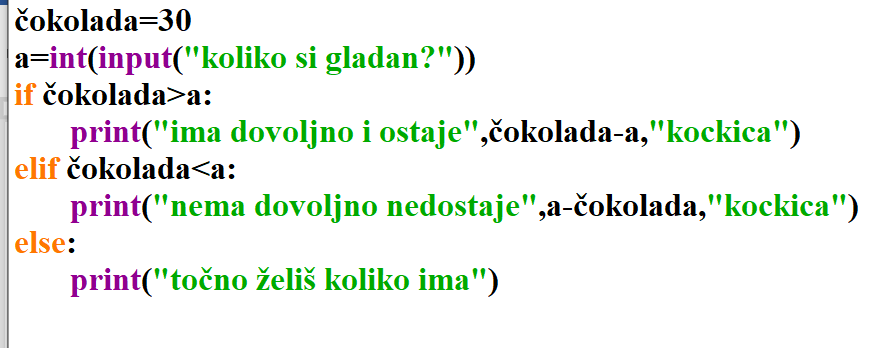 čokolada=30
a=int(input("koliko si gladan?"))
if čokolada>a:
print("ima dovoljno i ostaje",čokolada-a,"kockica")
elif čokolada<a:
print("nema dovoljno nedostaje",a-čokolada,"kockica")
else:
print("točno želiš koliko ima")